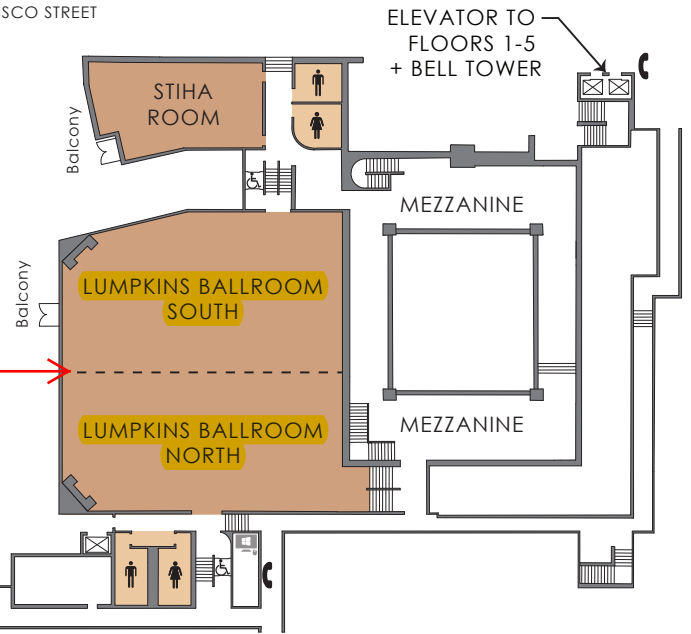 SCO STREET
ELEVATOR TO
FLOORS 1-5
+ BELL TOWER
STIHA
ROOM
Balcony
MEZZANINE
LUMPKINS BALLROOM
SOUTH
Balcony
LUMPKINS BALLROOM
NORTH
MEZZANINE